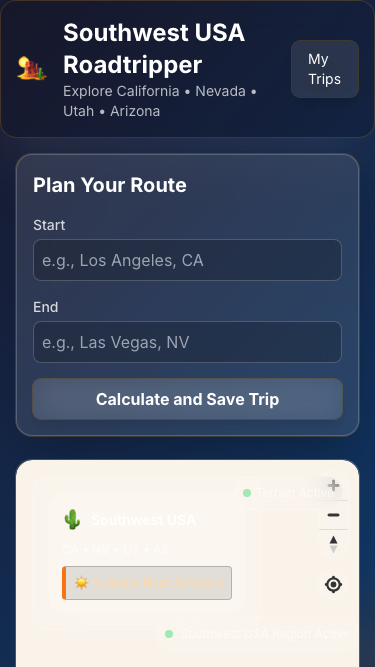 Southwest USA
Roadtripper
Explore California • Nevada •
Utah • Arizona
My
Trips
Plan Your Route
Start
e.g., Los Angeles, CA
End
e.g., Las Vegas, NV
Calculate and Save Trip
Terrain Active
Southwest USA
CA • NV • UT • AZ
Southwest USA Region Active